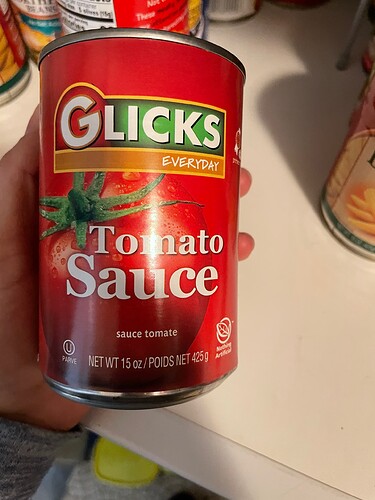 GLICKS
EVERYDAY
Tomato
Sauce
sauce tomate
U
PARVE
NET WT 15 oz / POIDS NET 425 g
Nothing
Artificial